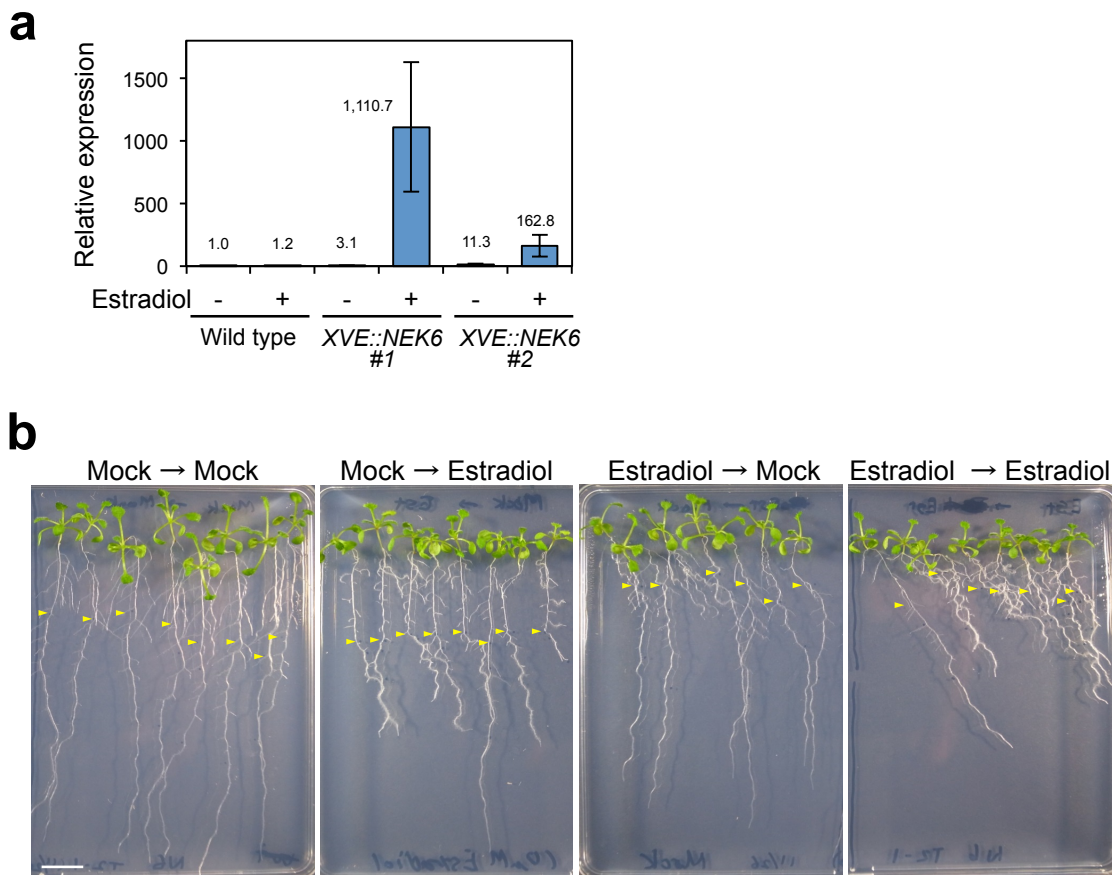 a
Relative expression
1500
1000
500
0
1.0
1.2
3.1
1,110.7
11.3
162.8
Estradiol - + - + - +
Wild type
XVE::NEK6
#1
XVE::NEK6
#2
b
Mock → Mock
Mock → Estradiol
Estradiol → Mock
Estradiol → Estradiol